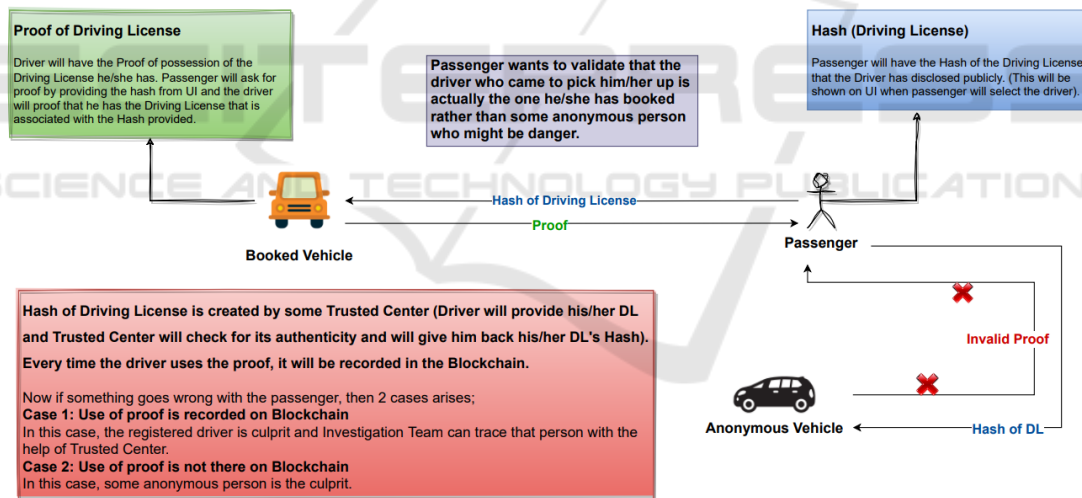 Proof of Driving License
Driver will have the Proof of possession of the
Driving License he/she has. Passenger will ask for
proof by providing the hash from UI and the driver
will proof that he has the Driving License that is
associated with the Hash provided.
Passenger wants to validate that the
driver who came to pick him/her up is
actually the one he/she has booked
rather than some anonymous person
who might be danger.
Hash (Driving License)
Passenger will have the Hash of the Driving License
that the Driver has disclosed publicly. (This will be
shown on UI when passenger will select the driver).
SCIENCE AND TECHNOLOGY PUBLICATION
Hash of Driving License
Proof
Booked Vehicle
Passenger
Hash of Driving License is created by some Trusted Center (Driver will provide his/her DL
and Trusted Center will check for its authenticity and will give him back his/her DL's Hash).
Every time the driver uses the proof, it will be recorded in the Blockchain.
Now if something goes wrong with the passenger, then 2 cases arises;
Case 1: Use of proof is recorded on Blockchain
In this case, the registered driver is culprit and Investigation Team can trace that person with the
help of Trusted Center.
Case 2: Use of proof is not there on Blockchain
In this case, some anonymous person is the culprit.
Invalid Proof
Anonymous Vehicle
Hash of DL